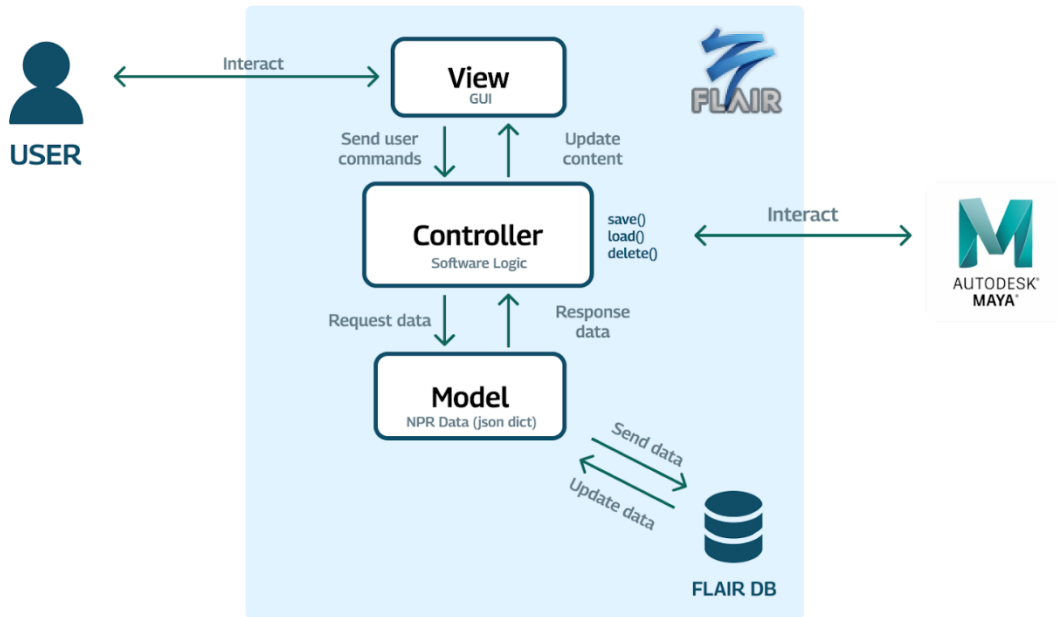 Interact
View
GUI
FLAIR
USER
Send user
commands
Update
content
Controller
Software Logic
save()
load()
delete()
Interact
AUTODESK®
MAYA®
Request data
Response
data
Model
NPR Data (json dict)
Send data
Update data
FLAIR DB